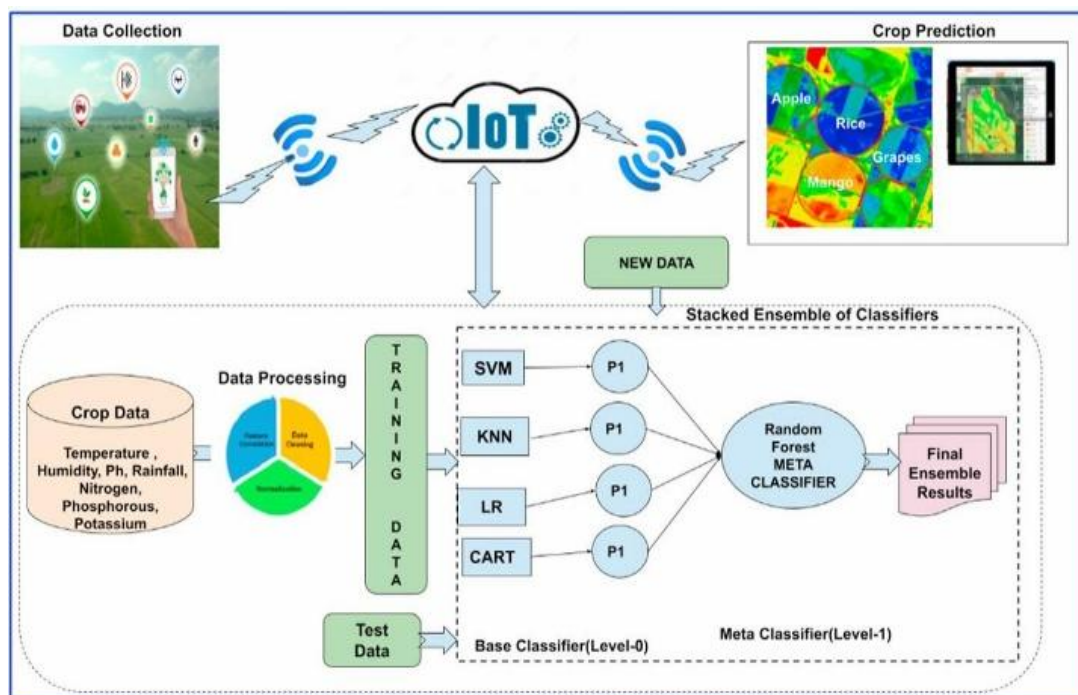 Data Collection
Crop Prediction
IoT
Apple
Rice
Grapes
Mango
NEW DATA
Stacked Ensemble of Classifiers
TRAINING DATA
SVM
P1
Data Processing
Crop Data
Temperature ,
Humidity, Ph, Rainfall,
Nitrogen,
Phosphorous,
Potassium
Data
Cleaning
Normalization
KNN
P1
Random
Forest
META
CLASSIFIER
Final
Ensemble
Results
LR
P1
CART
P1
Test
Data
Base Classifier(Level-0)
Meta Classifier(Level-1)